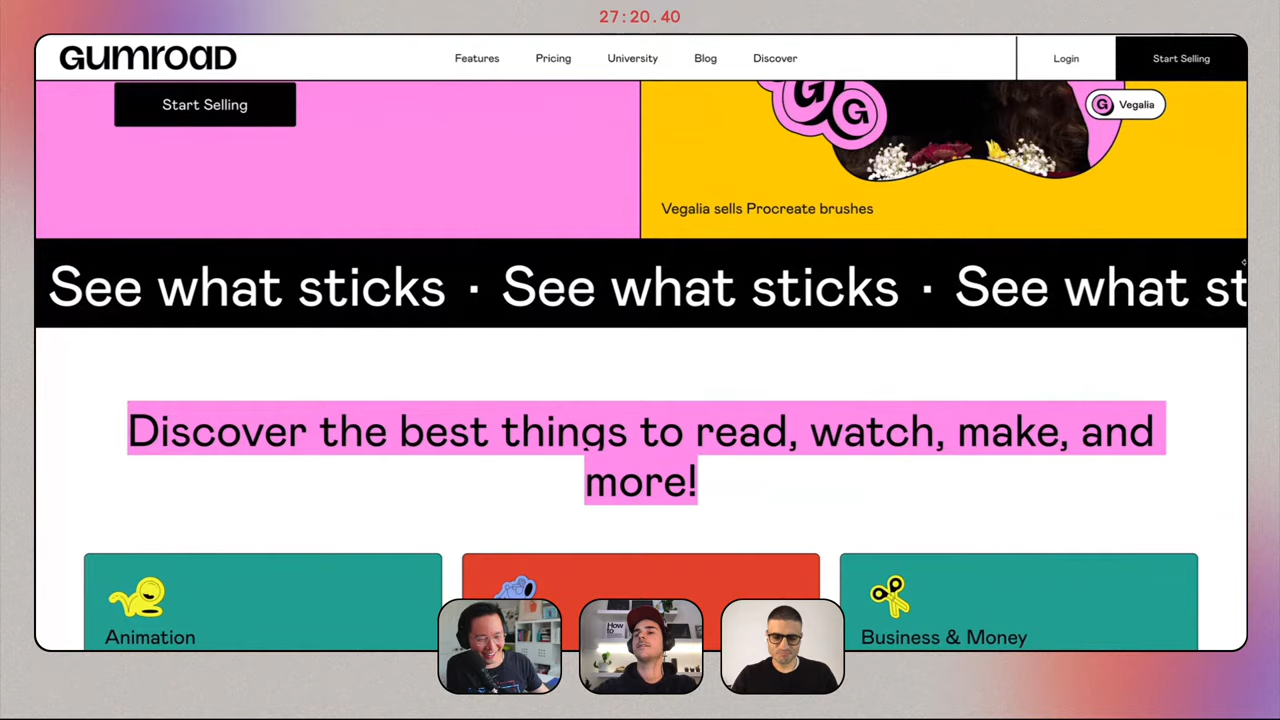 27:20.40
GUMROAD
Features
Pricing
University
Blog
Discover
Login
Start Selling
Start Selling
G
G
G
Vegalia
Vegalia sells Procreate brushes
See what sticks · See what sticks · See what st
Discover the best things to read, watch, make, and
more!
Animation
Business & Money
How
to